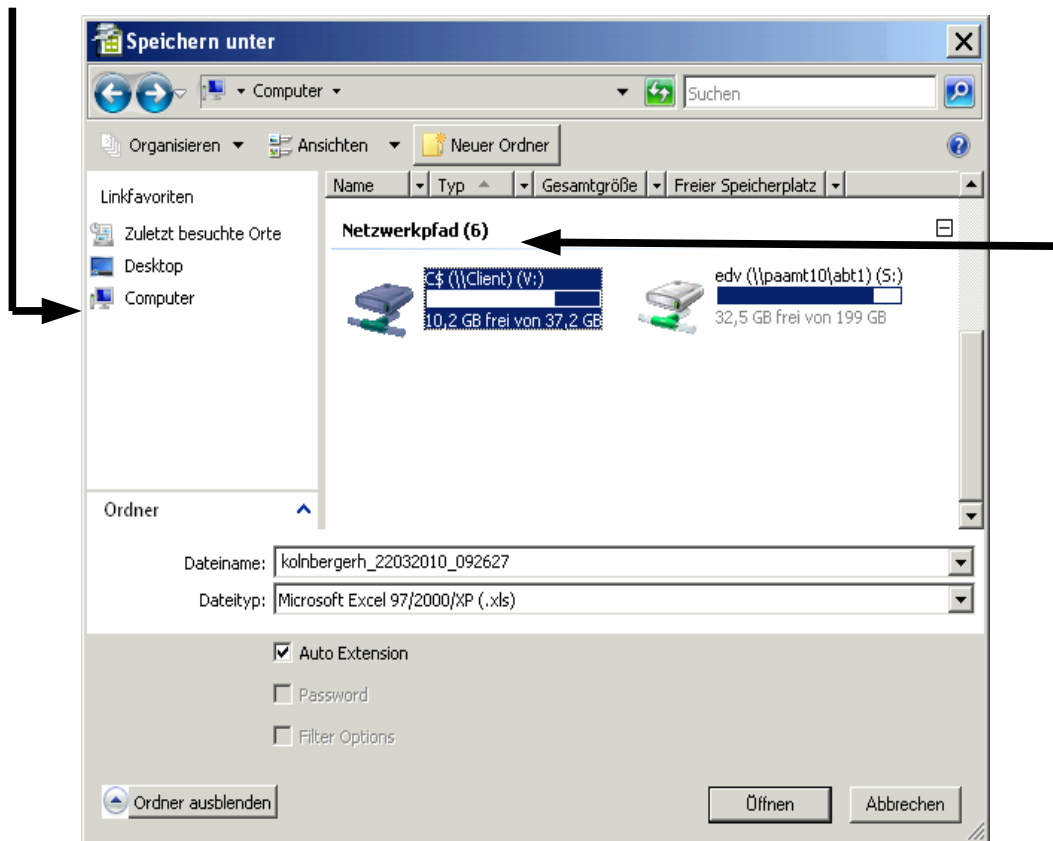 Speichern unter
Computer
Suchen
Organisieren Ansichten Neuer Ordner
Linkfavoriten
Name Typ Gesamtgröße Freier Speicherplatz
Netzwerkpfad (6)
Zuletzt besuchte Orte
Desktop
Computer
C$ (\\Client) (V:)
10,2 GB frei von 37,2 GB
edv (\\paamt10\abt1) (S:)
32,5 GB frei von 199 GB
Ordner
Dateiname: kolnbergerh_22032010_092627
Dateityp: Microsoft Excel 97/2000/XP (.xls)
Auto Extension
Password
Filter Options
Ordner ausblenden
Öffnen Abbrechen